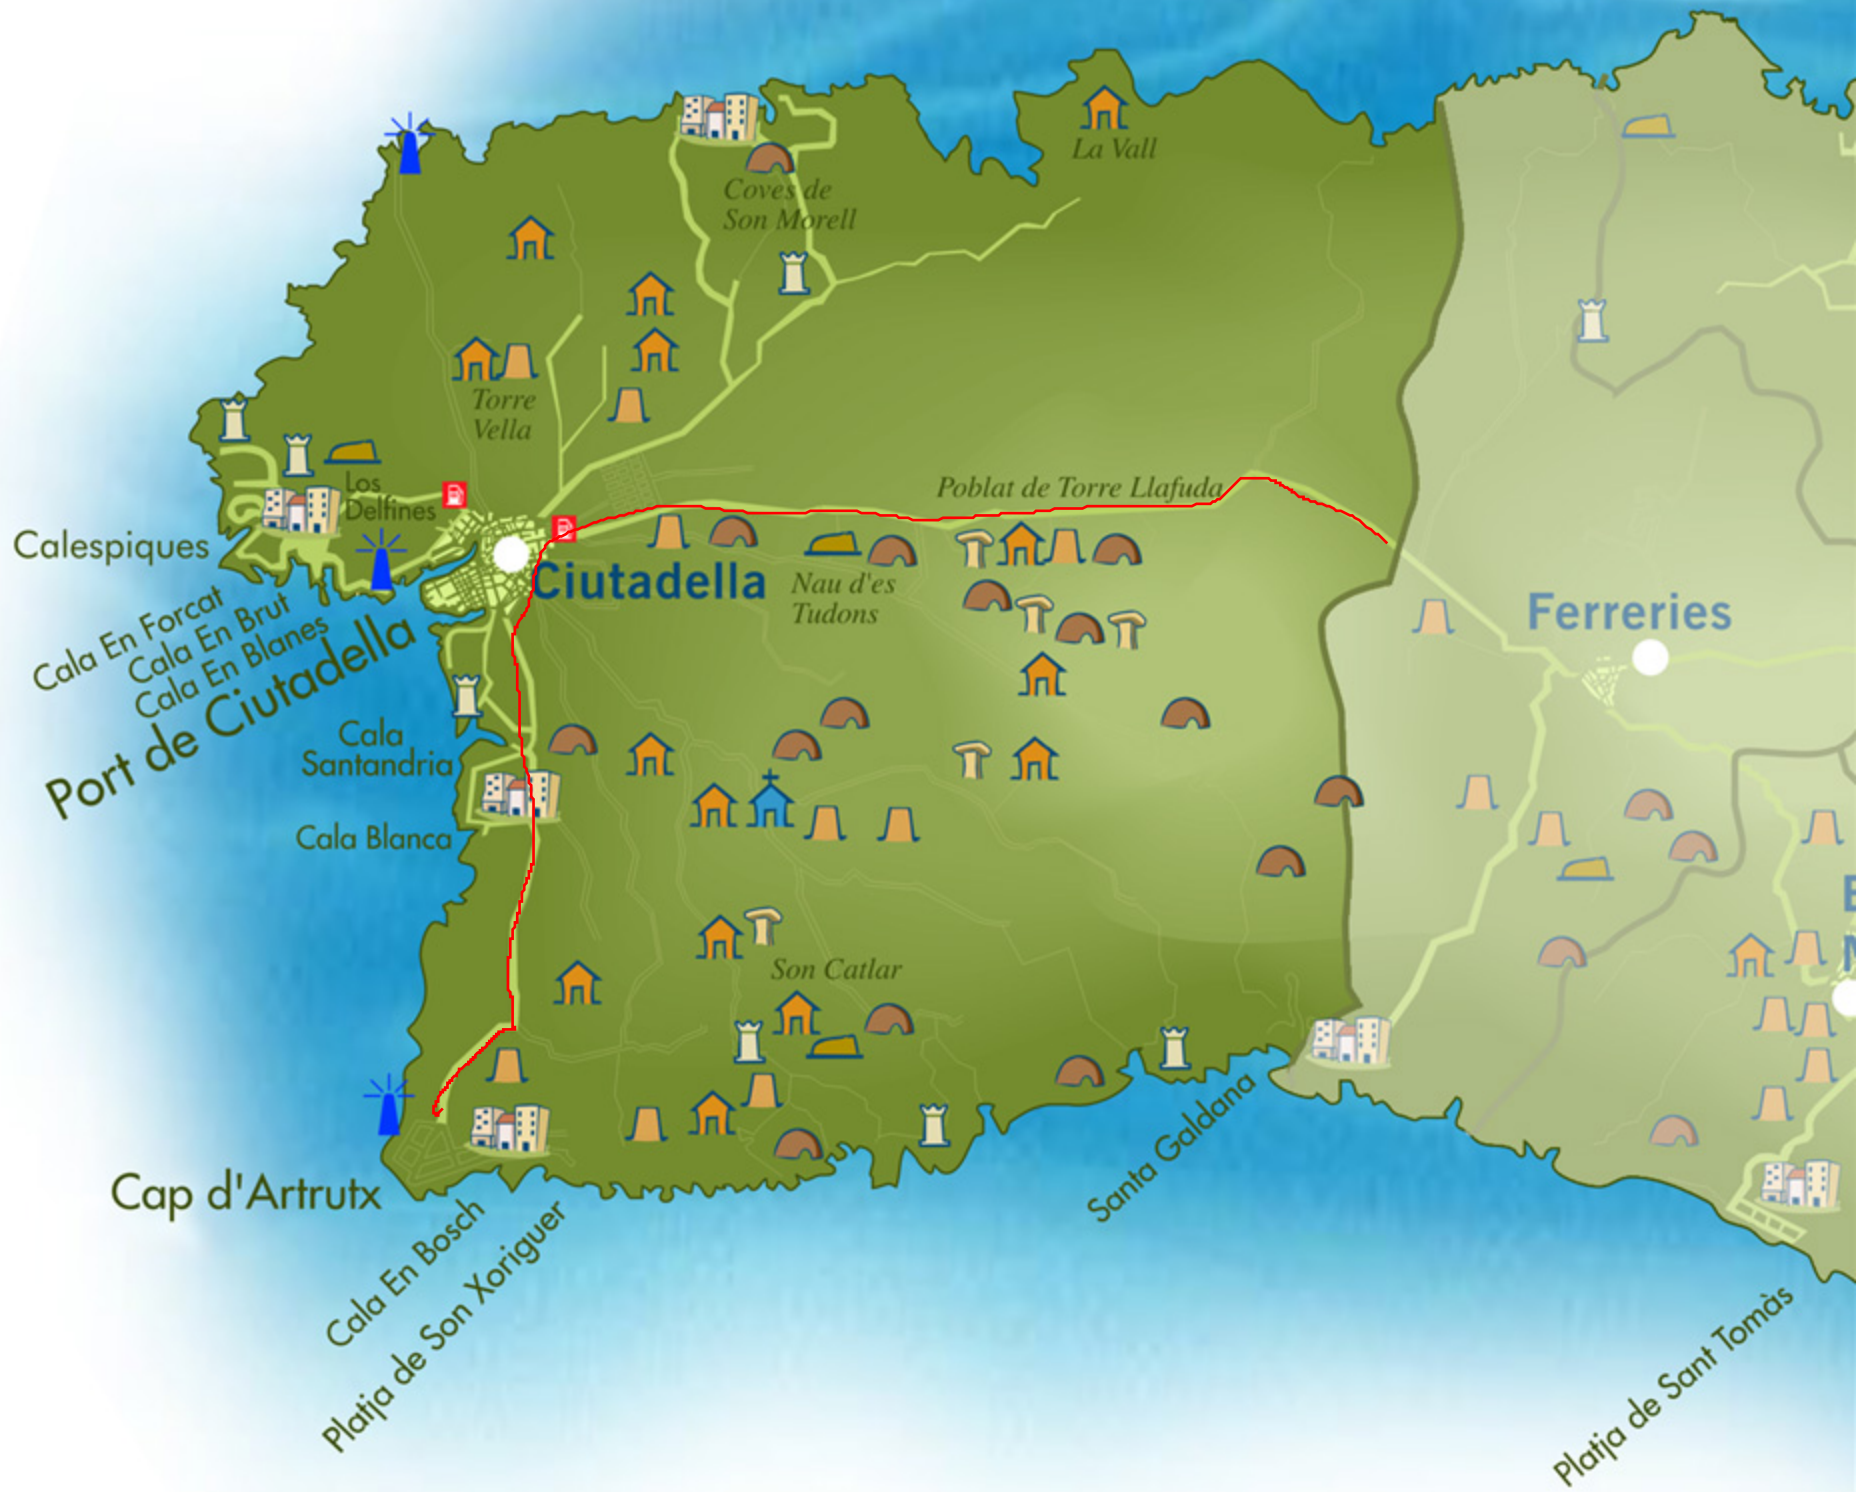 La Vall
Coves de
Son Morell
Torre
Vella
Los
Delfines
Poblat de Torre Llafuda
Calespiques
Ciutadella
Nau d'es
Tudons
Ferreries
Cala En Forcat
Cala En Brut
Cala En Blanes
Port de Ciutadella
Cala
Santandria
Cala Blanca
Son Catlar
Santa Galdana
Cap d'Artrutx
Cala En Bosch
Platja de Son Xoriguer
Platja de Sant Tomàs